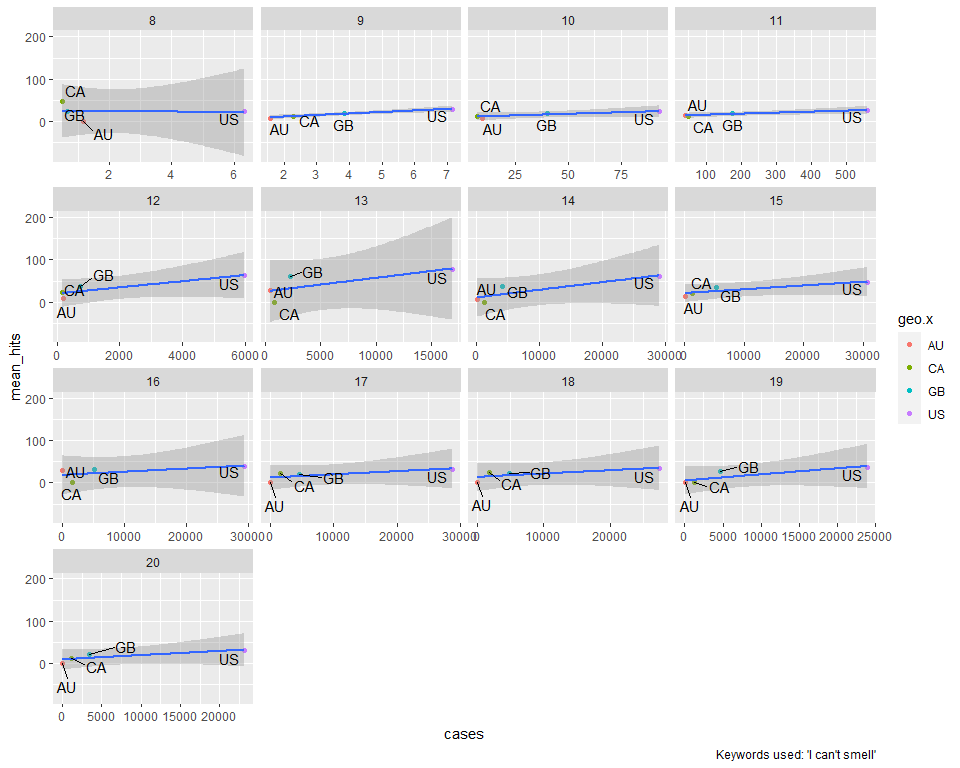 8 9 10 11
200
100
0
CA GB AU US
AU CA GB US
CA AU GB US
AU CA GB US
2 4 6 2 3 4 5 6 7 25 50 75 100 200 300 400 500
12 13 14 15
200
100
0
CA GB AU US
AU GB CA US
AU GB CA US
CA GB AU US
0 2000 4000 6000 0 5000 10000 15000 0 10000 20000 30000 0 10000 20000 30000
mean_hits
geo.x
AU
CA
GB
US
16 17 18 19
200
100
0
AU GB CA US
CA GB AU US
GB CA AU US
GB CA AU US
0 10000 20000 30000 0 10000 20000 30000 0 10000 20000 0 5000 10000 15000 20000 25000
20
200
100
0
GB CA AU US
0 5000 10000 15000 20000
cases
Keywords used: 'I can't smell'